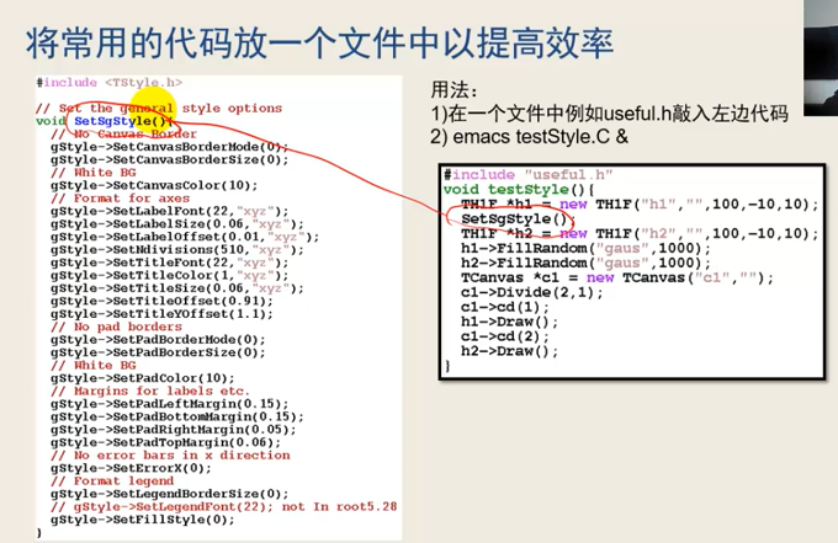 将常用的代码放一个文件中以提高效率
#include <TStyle.h>
// Set the general style options
void SetSgStyle(){
// No Canvas Border
gStyle->SetCanvasBorderMode(0);
gStyle->SetCanvasBorderSize(0);
// White BG
gStyle->SetCanvasColor(10);
// Format for axes
gStyle->SetLabelFont(22,"xyz");
gStyle->SetLabelSize(0.06,"xyz");
gStyle->SetLabelOffset(0.01,"xyz");
gStyle->SetNdivisions(510,"xyz");
gStyle->SetTitleFont(22,"xyz");
gStyle->SetTitleColor(1,"xyz");
gStyle->SetTitleSize(0.06,"xyz");
gStyle->SetTitleOffset(0.91);
gStyle->SetTitleYOffset(1.1);
// No pad borders
gStyle->SetPadBorderMode(0);
gStyle->SetPadBorderSize(0);
// White BG
gStyle->SetPadColor(10);
// Margins for labels etc.
gStyle->SetPadLeftMargin(0.15);
gStyle->SetPadBottomMargin(0.15);
gStyle->SetPadRightMargin(0.05);
gStyle->SetPadTopMargin(0.06);
// No error bars in x direction
gStyle->SetErrorX(0);
// Format legend
gStyle->SetLegendBorderSize(0);
// gStyle->SetLegendFont(22); not In root5.28
gStyle->SetFillStyle(0);
}
用法：
1)在一个文件中例如useful.h敲入左边代码
2) emacs testStyle.C &
#include "useful.h"
void testStyle(){
TH1F *h1 = new TH1F("h1","",100,-10,10);
SetSgStyle();
TH1F *h2 = new TH1F("h2","",100,-10,10);
h1->FillRandom("gaus",1000);
h2->FillRandom("gaus",1000);
TCanvas *c1 = new TCanvas("c1","");
c1->Divide(2,1);
c1->cd(1);
h1->Draw();
c1->cd(2);
h2->Draw();
}